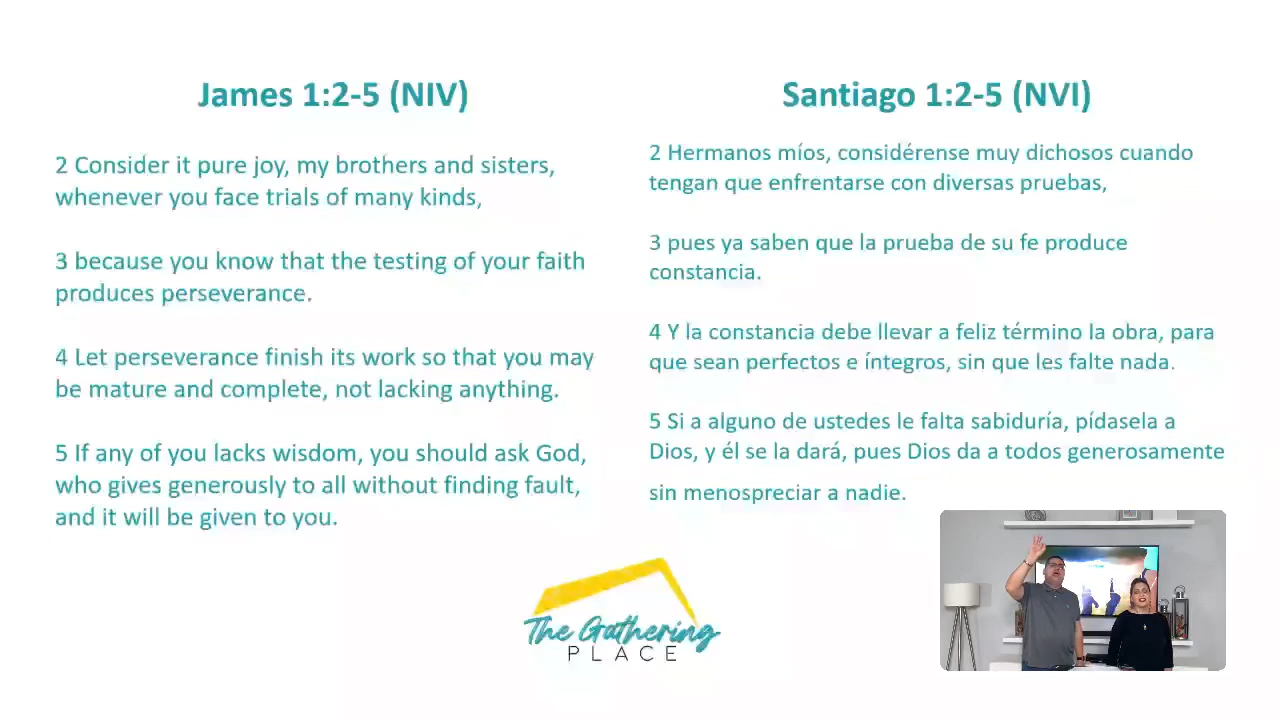 James 1:2-5 (NIV)
2 Consider it pure joy, my brothers and sisters,
whenever you face trials of many kinds,
3 because you know that the testing of your faith
produces perseverance.
4 Let perseverance finish its work so that you may
be mature and complete, not lacking anything.
5 If any of you lacks wisdom, you should ask God,
who gives generously to all without finding fault,
and it will be given to you.
Santiago 1:2-5 (NVI)
2 Hermanos míos, considérense muy dichosos cuando
tengan que enfrentarse con diversas pruebas,
3 pues ya saben que la prueba de su fe produce
constancia.
4 Y la constancia debe llevar a feliz término la obra, para
que sean perfectos e íntegros, sin que les falte nada.
5 Si a alguno de ustedes le falta sabiduría, pídasela a
Dios, y él se la dará, pues Dios da a todos generosamente
sin menospreciar a nadie.
The Gathering
PLACE